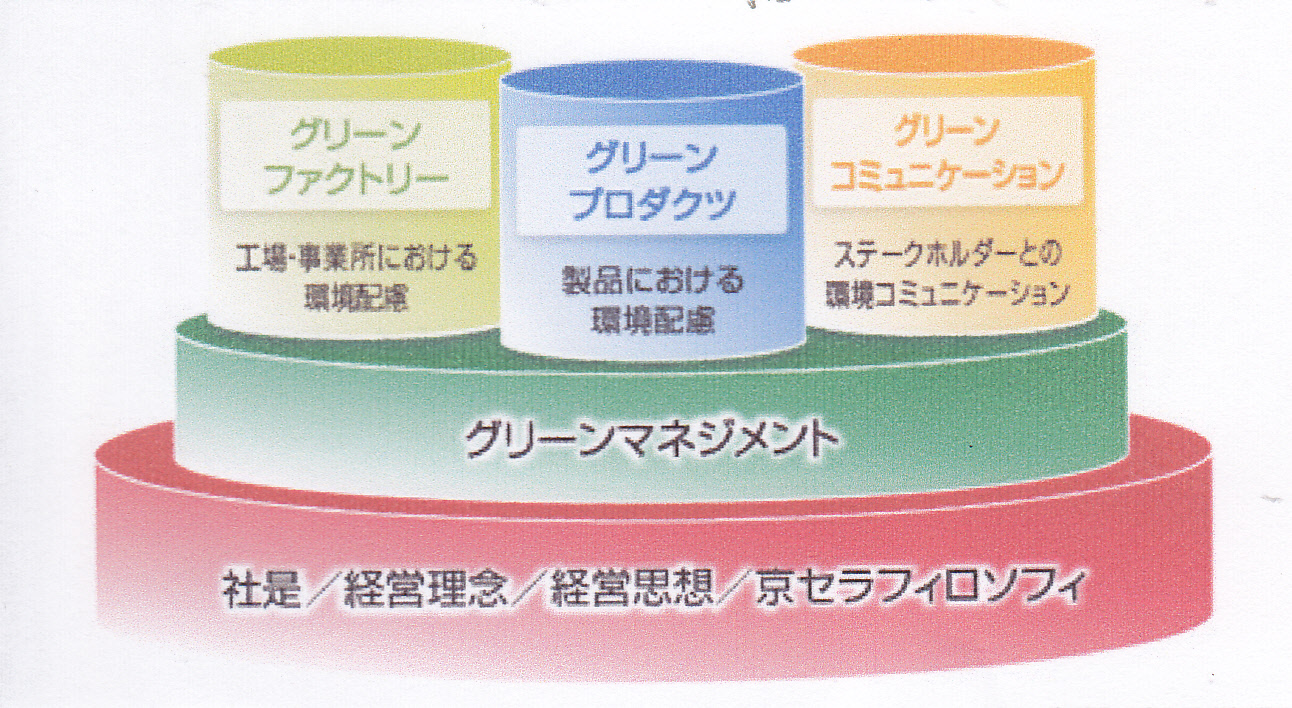 グリーン
ファクトリー
工場・事業所における
環境配慮
グリーン
プロダクツ
製品における
環境配慮
グリーン
コミュニケーション
ステークホルダーとの
環境コミュニケーション
グリーンマネジメント
社是／経営理念／経営思想／京セラフィロソフィ